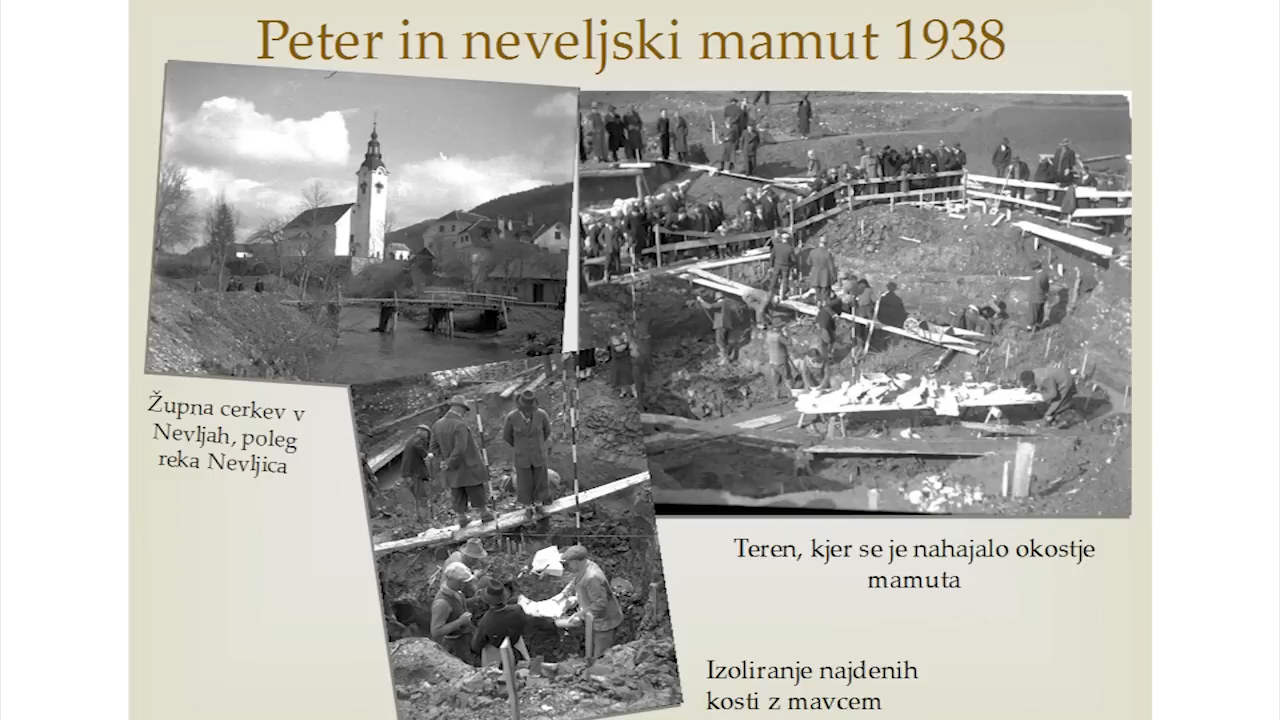 Peter in neveljski mamut 1938
Župna cerkev v
Nevljah, poleg
reka Nevljica
Teren, kjer se je nahajalo okostje
mamuta
Izoliranje najdenih
kosti z mavcem